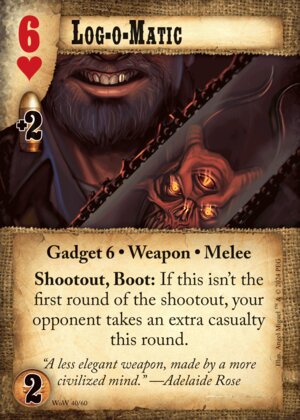 6
LOG-O-MATIC
+2
Gadget 6 • Weapon • Melee
Shootout, Boot: If this isn't the
first round of the shootout, your
opponent takes an extra casualty
this round.
"A less elegant weapon, made by a more
civilized mind." —Adelaide Rose
2
WoW 40/60